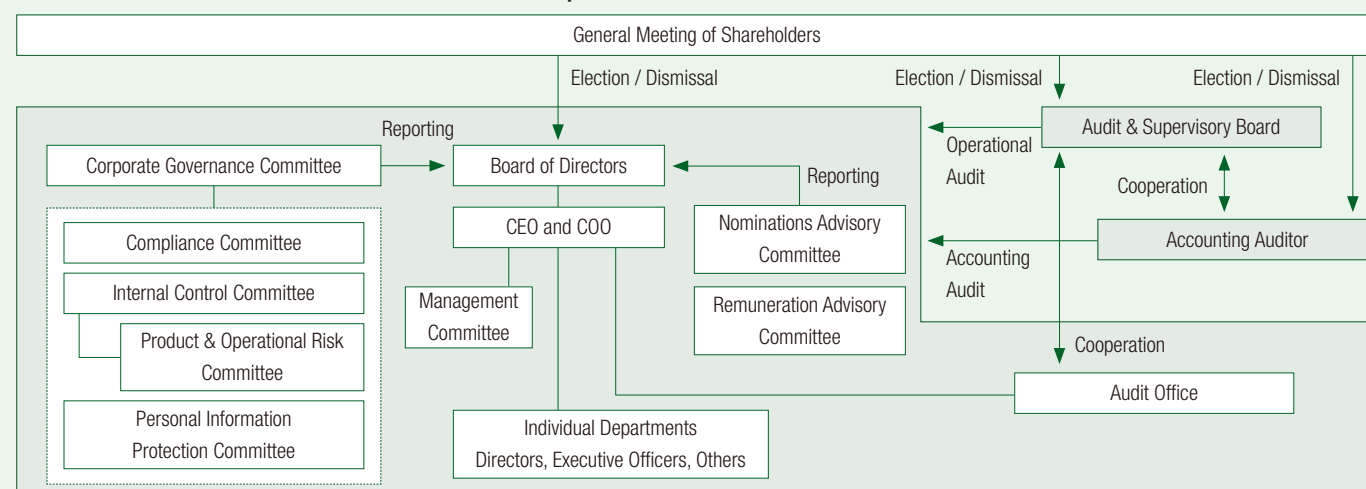 General Meeting of Shareholders
Election / Dismissal
Election / Dismissal
Election / Dismissal
Reporting
Corporate Governance Committee
Board of Directors
Audit & Supervisory Board
Operational
Audit
Reporting
Cooperation
Compliance Committee
CEO and COO
Nominations Advisory
Committee
Accounting Auditor
Accounting
Audit
Internal Control Committee
Management
Committee
Remuneration Advisory
Committee
Product & Operational Risk
Committee
Cooperation
Audit Office
Personal Information
Protection Committee
Individual Departments
Directors, Executive Officers, Others